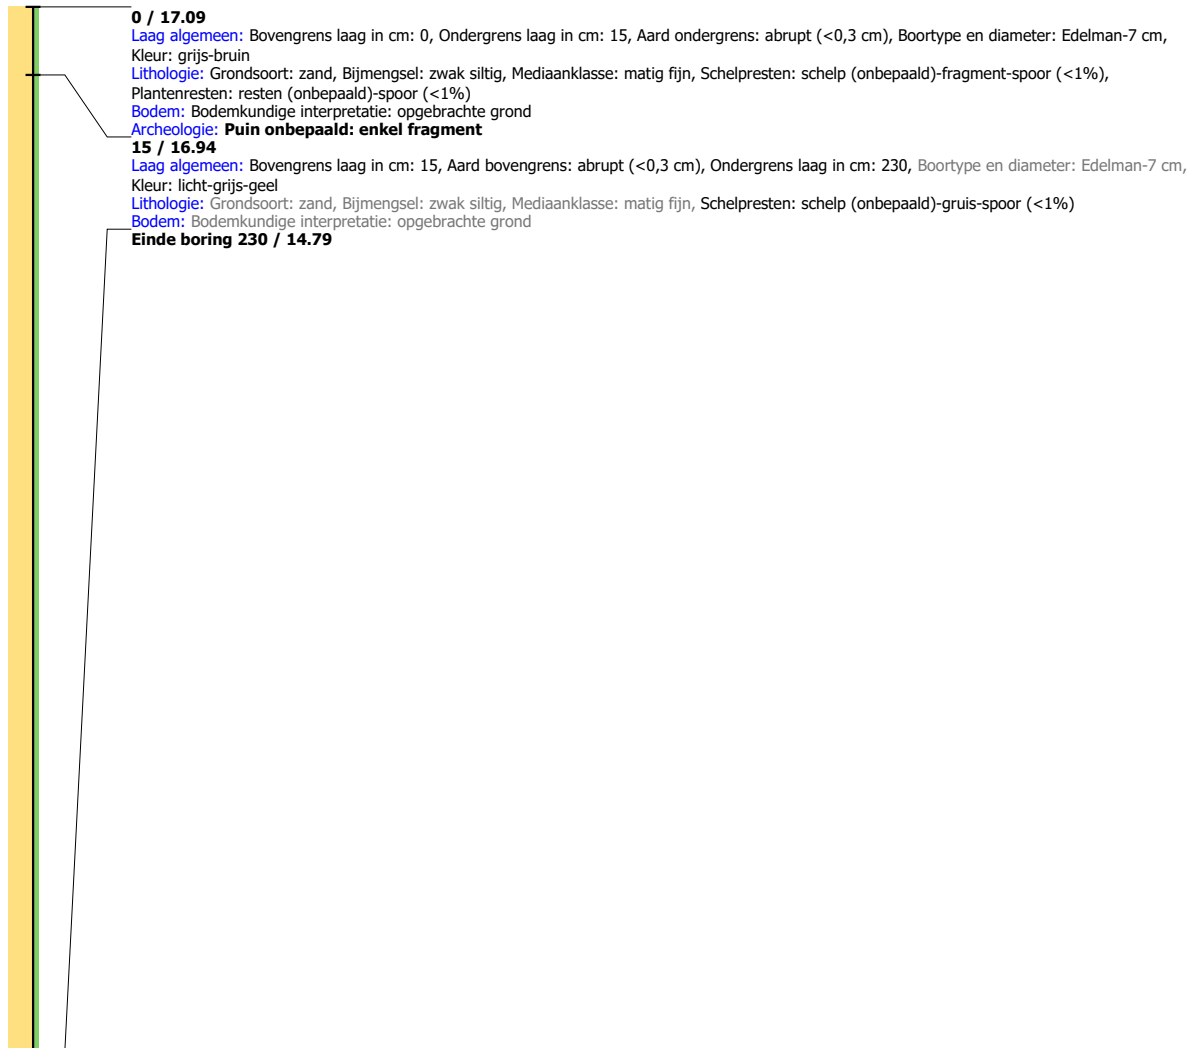 0 / 17.09
Laag algemeen: Bovengrens laag in cm: 0, Ondergrens laag in cm: 15, Aard ondergrens: abrupt (<0,3 cm), Boortype en diameter: Edelman-7 cm,
Kleur: grijs-bruin
Lithologie: Grondsoort: zand, Bijmengsel: zwak siltig, Mediaanklasse: matig fijn, Schelpresten: schelp (onbepaald)-fragment-spoor (<1%),
Plantenresten: resten (onbepaald)-spoor (<1%)
Bodem: Bodemkundige interpretatie: opgebrachte grond
Archeologie: Puin onbepaald: enkel fragment
15 / 16.94
Laag algemeen: Bovengrens laag in cm: 15, Aard bovengrens: abrupt (<0,3 cm), Ondergrens laag in cm: 230, Boortype en diameter: Edelman-7 cm,
Kleur: licht-grijs-geel
Lithologie: Grondsoort: zand, Bijmengsel: zwak siltig, Mediaanklasse: matig fijn, Schelpresten: schelp (onbepaald)-gruis-spoor (<1%)
Bodem: Bodemkundige interpretatie: opgebrachte grond
Einde boring 230 / 14.79